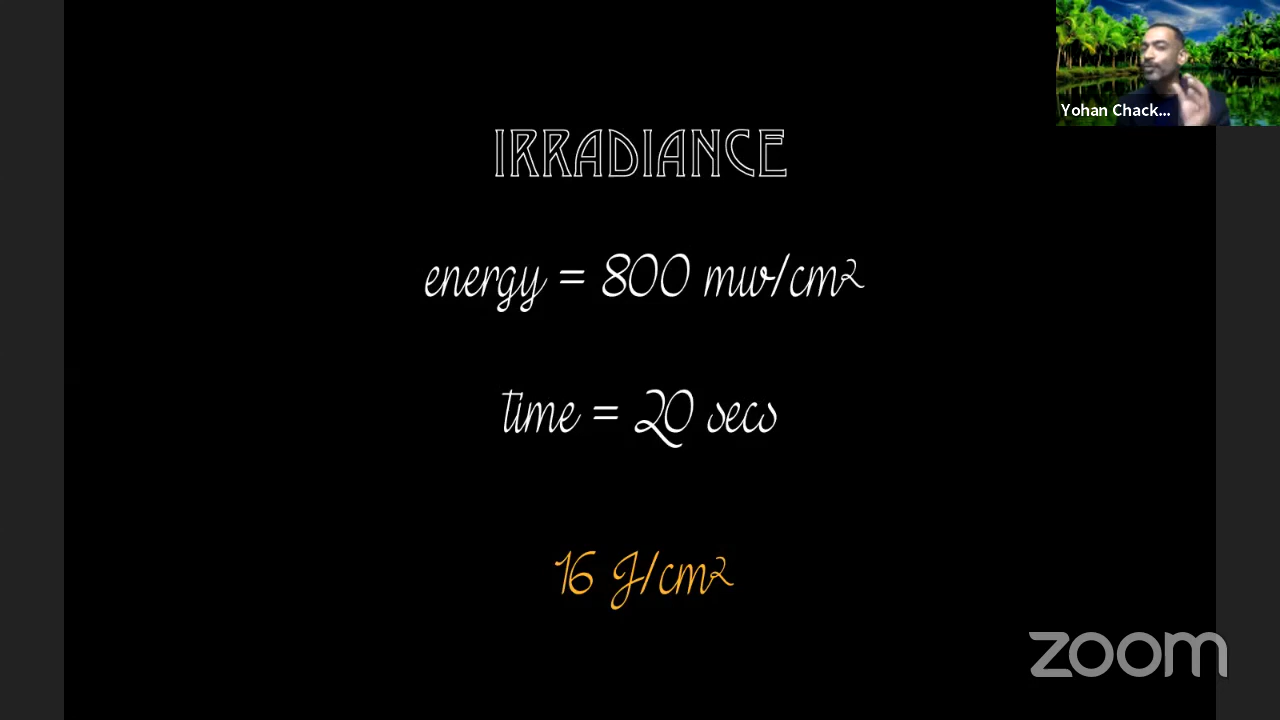 Yohan Chack...
IRRADIANCE
energy = 800 mw/cm²
time = 20 secs
16 J/cm²
zoom